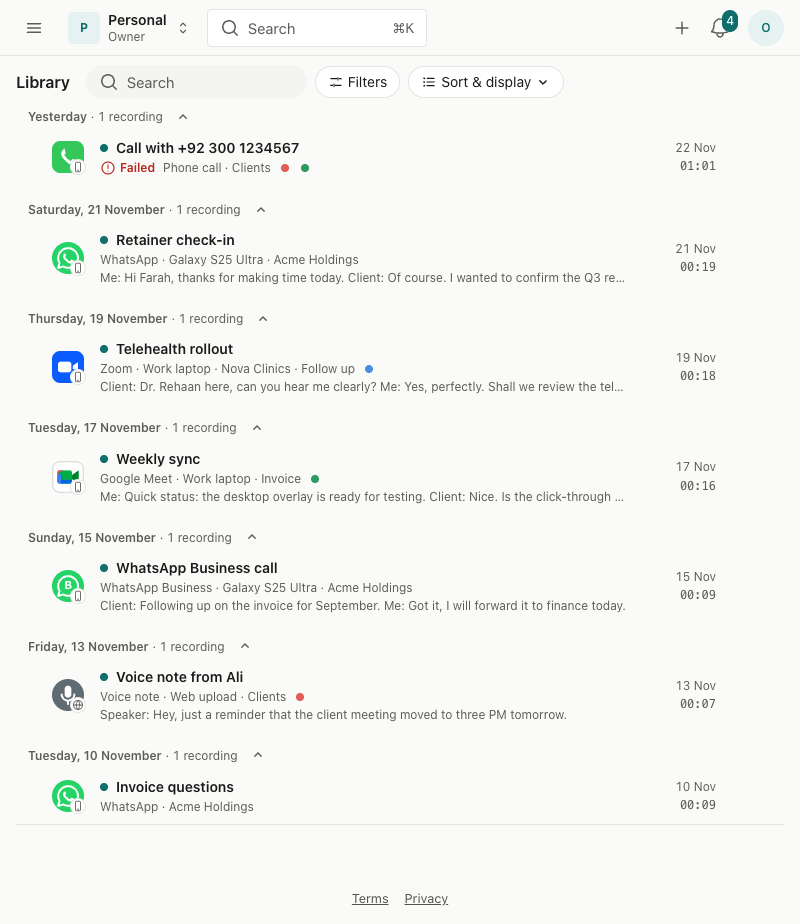 P
Personal
Owner
Search ⌘K
4
O
Library
Search
Filters
Sort & display
Yesterday · 1 recording
Call with +92 300 1234567
22 Nov
Failed Phone call · Clients
01:01
Saturday, 21 November · 1 recording
Retainer check-in
21 Nov
WhatsApp · Galaxy S25 Ultra · Acme Holdings
00:19
Me: Hi Farah, thanks for making time today. Client: Of course. I wanted to confirm the Q3 re...
Thursday, 19 November · 1 recording
Telehealth rollout
19 Nov
Zoom · Work laptop · Nova Clinics · Follow up
00:18
Client: Dr. Rehaan here, can you hear me clearly? Me: Yes, perfectly. Shall we review the tel...
Tuesday, 17 November · 1 recording
Weekly sync
17 Nov
Google Meet · Work laptop · Invoice
00:16
Me: Quick status: the desktop overlay is ready for testing. Client: Nice. Is the click-through ...
Sunday, 15 November · 1 recording
WhatsApp Business call
15 Nov
B
WhatsApp Business · Galaxy S25 Ultra · Acme Holdings
00:09
Client: Following up on the invoice for September. Me: Got it, I will forward it to finance today.
Friday, 13 November · 1 recording
Voice note from Ali
13 Nov
Voice note · Web upload · Clients
00:07
Speaker: Hey, just a reminder that the client meeting moved to three PM tomorrow.
Tuesday, 10 November · 1 recording
Invoice questions
10 Nov
WhatsApp · Acme Holdings
00:09
Terms Privacy